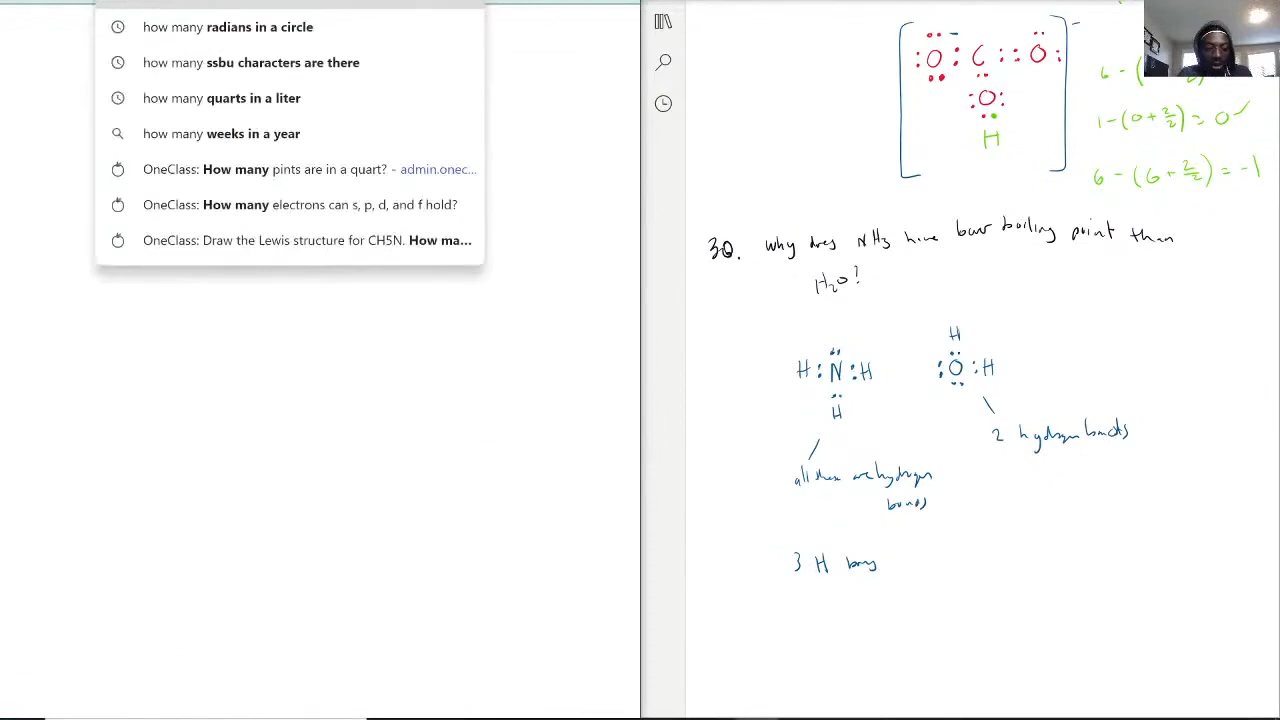 how many radians in a circle
how many ssbu characters are there
how many quarts in a liter
how many weeks in a year
OneClass: How many pints are in a quart? - admin.onec...
OneClass: How many electrons can s, p, d, and f hold?
OneClass: Draw the Lewis structure for CH5N. How ma...
:O: C :: O:
:O:
H
6 - (
1-(0+2/2) = 0
6 - (6+2/2) = -1
30. Why does NH3 have lower boiling point than
H2O?
H
H:N:H
:O:H
H
2 hydrogen bonds
all these are hydrogen
bonds
3 H